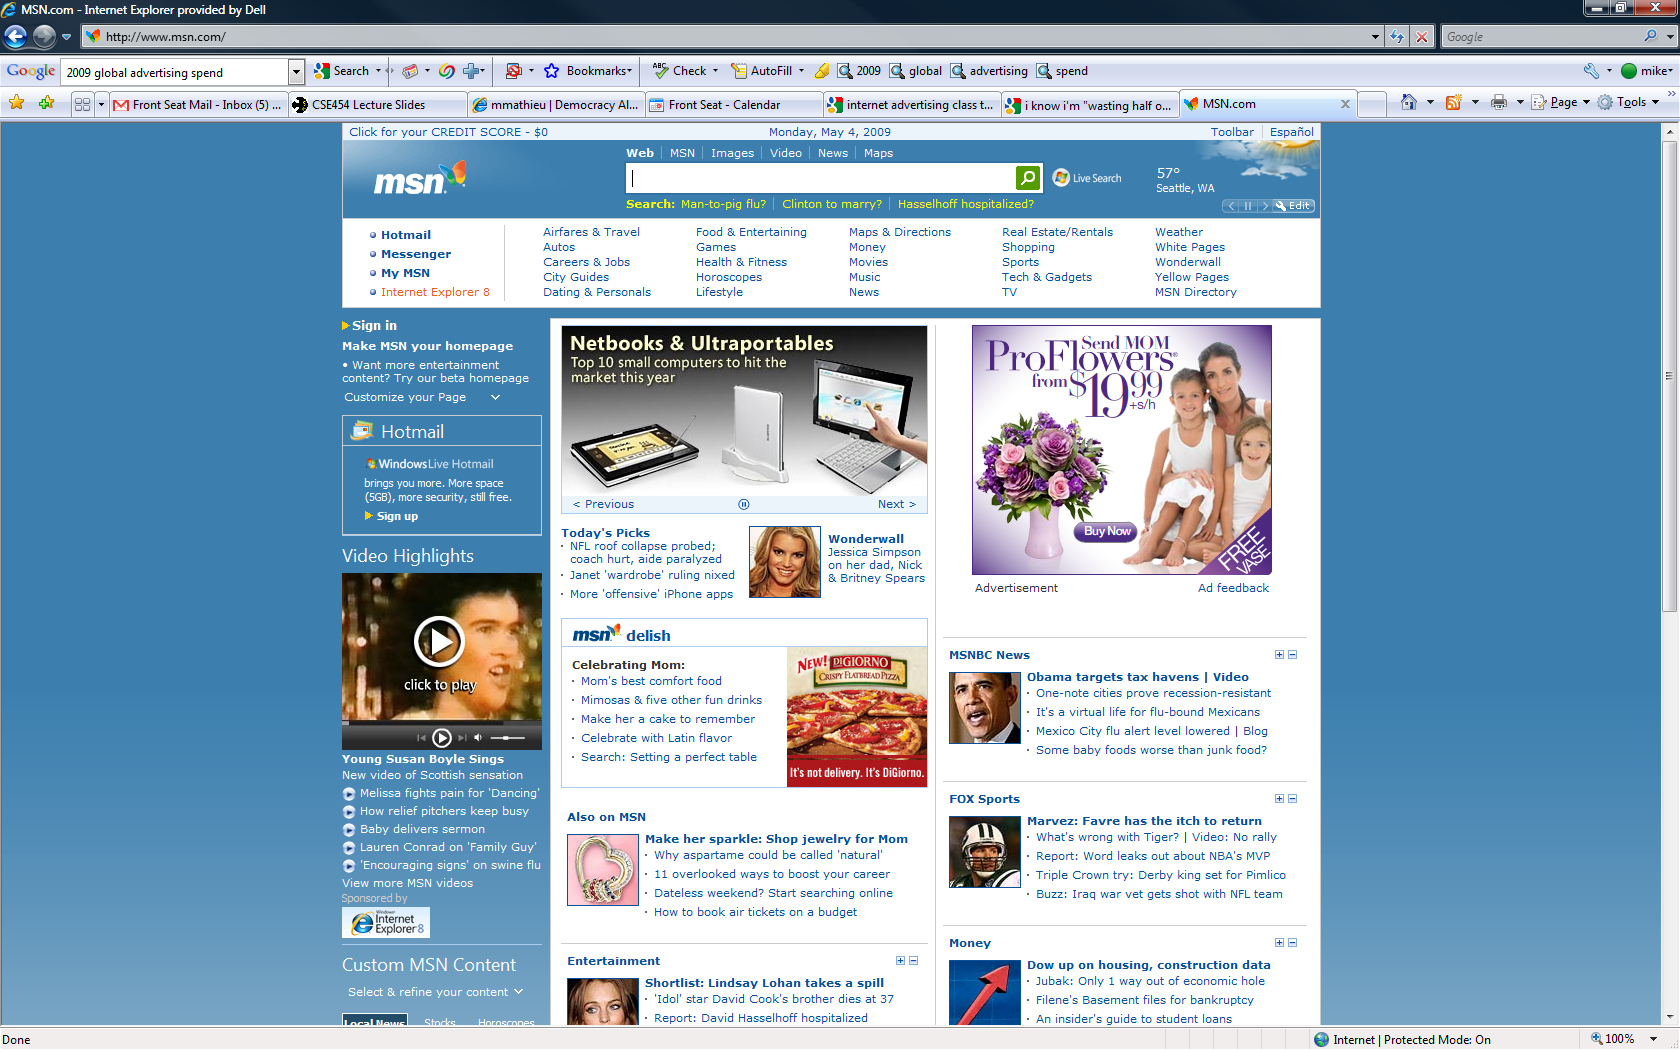 MSN.com - Internet Explorer provided by Dell
http://www.msn.com/
Google
Google
2009 global advertising spend
Search
Bookmarks
Check
AutoFill
2009
global
advertising
spend
mike
Front Seat Mail - Inbox (5) ...
CSE454 Lecture Slides
mmathieu | Democracy Al...
Front Seat - Calendar
internet advertising class t...
i know i'm "wasting half o...
MSN.com
Page
Tools
Click for your CREDIT SCORE - $0
Monday, May 4, 2009
Toolbar
Español
msn
Web
MSN
Images
Video
News
Maps
Live Search
57°
Seattle, WA
Search: Man-to-pig flu? Clinton to marry? Hasselhoff hospitalized?
Edit
Hotmail
Messenger
My MSN
Internet Explorer 8
Airfares & Travel
Autos
Careers & Jobs
City Guides
Dating & Personals
Food & Entertaining
Games
Health & Fitness
Horoscopes
Lifestyle
Maps & Directions
Money
Movies
Music
News
Real Estate/Rentals
Shopping
Sports
Tech & Gadgets
TV
Weather
White Pages
Wonderwall
Yellow Pages
MSN Directory
Sign in
Make MSN your homepage
• Want more entertainment
content? Try our beta homepage
Customize your Page
Hotmail
WindowsLive Hotmail
brings you more. More space
(5GB), more security, still free.
Sign up
Video Highlights
click to play
Young Susan Boyle Sings
New video of Scottish sensation
Melissa fights pain for 'Dancing'
How relief pitchers keep busy
Baby delivers sermon
Lauren Conrad on 'Family Guy'
'Encouraging signs' on swine flu
View more MSN videos
Sponsored by
Windows
Internet
Explorer 8
Custom MSN Content
Select & refine your content
Local News
Stocks
Horoscopes
Netbooks & Ultraportables
Top 10 small computers to hit the
market this year
< Previous
Next >
Today's Picks
· NFL roof collapse probed;
coach hurt, aide paralyzed
· Janet 'wardrobe' ruling nixed
· More 'offensive' iPhone apps
Wonderwall
Jessica Simpson
on her dad, Nick
& Britney Spears
msn delish
Celebrating Mom:
· Mom's best comfort food
· Mimosas & five other fun drinks
· Make her a cake to remember
· Celebrate with Latin flavor
· Search: Setting a perfect table
NEW! DIGIORNO
CRISPY FLATBREAD PIZZA
It's not delivery. It's DiGiorno.
Also on MSN
Make her sparkle: Shop jewelry for Mom
· Why aspartame could be called 'natural'
· 11 overlooked ways to boost your career
· Dateless weekend? Start searching online
· How to book air tickets on a budget
Entertainment
Shortlist: Lindsay Lohan takes a spill
· 'Idol' star David Cook's brother dies at 37
· Report: David Hasselhoff hospitalized
Send MOM
ProFlowers®
from $19.99
+s/h
Buy Now
FREE
VASE
Advertisement
Ad feedback
MSNBC News
Obama targets tax havens | Video
· One-note cities prove recession-resistant
· It's a virtual life for flu-bound Mexicans
· Mexico City flu alert level lowered | Blog
· Some baby foods worse than junk food?
FOX Sports
Marvez: Favre has the itch to return
· What's wrong with Tiger? | Video: No rally
· Report: Word leaks out about NBA's MVP
· Triple Crown try: Derby king set for Pimlico
· Buzz: Iraq war vet gets shot with NFL team
Money
Dow up on housing, construction data
· Jubak: Only 1 way out of economic hole
· Filene's Basement files for bankruptcy
· An insider's guide to student loans
Done
Internet | Protected Mode: On
100%